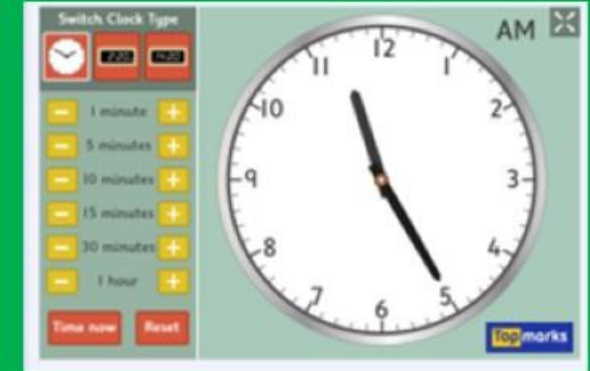 Switch Clock Type
AM
1 minute
5 minutes
10 minutes
15 minutes
30 minutes
1 hour
Time now Reset
12
1
2
3
4
5
6
7
8
9
10
11
Topmarks